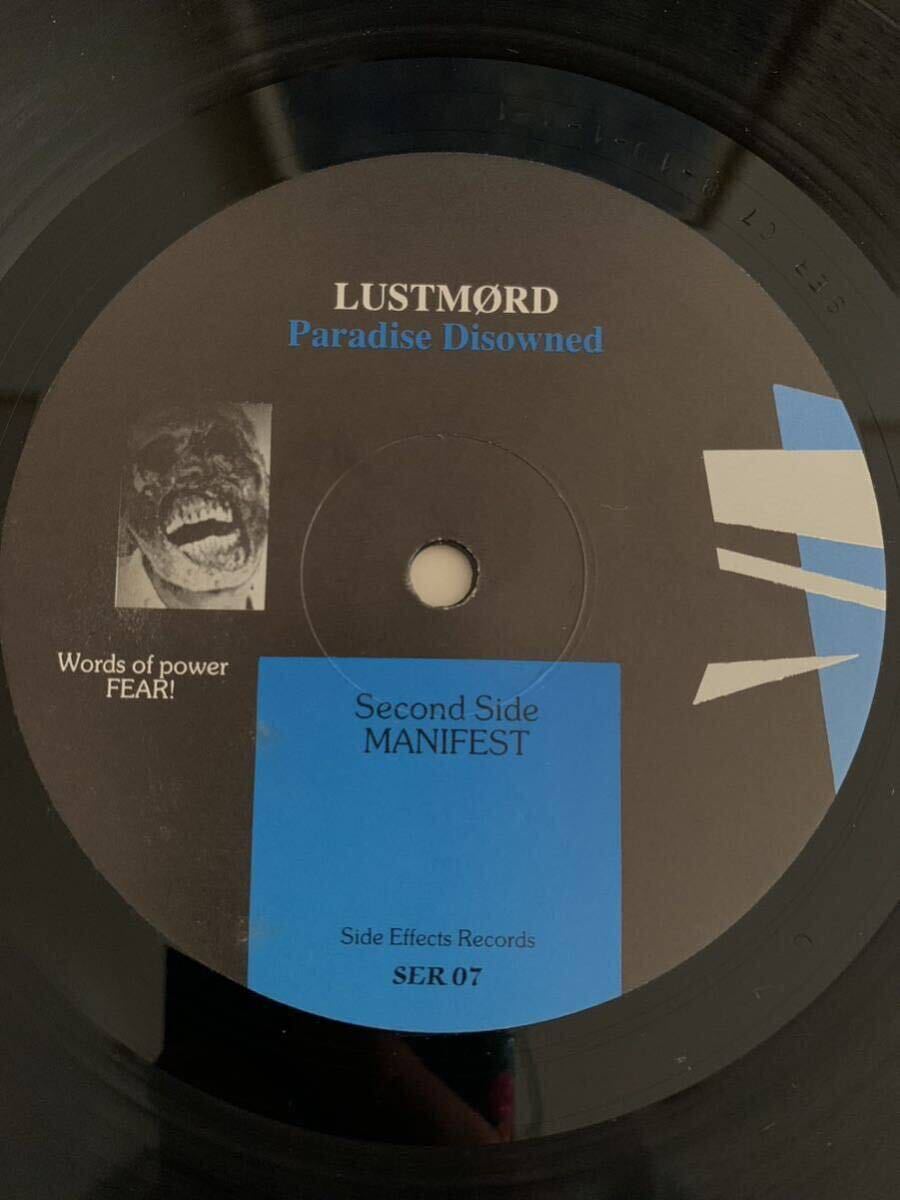 LUSTMØRD
Paradise Disowned
Words of power
FEAR!
Second Side
MANIFEST
Side Effects Records
SER 07